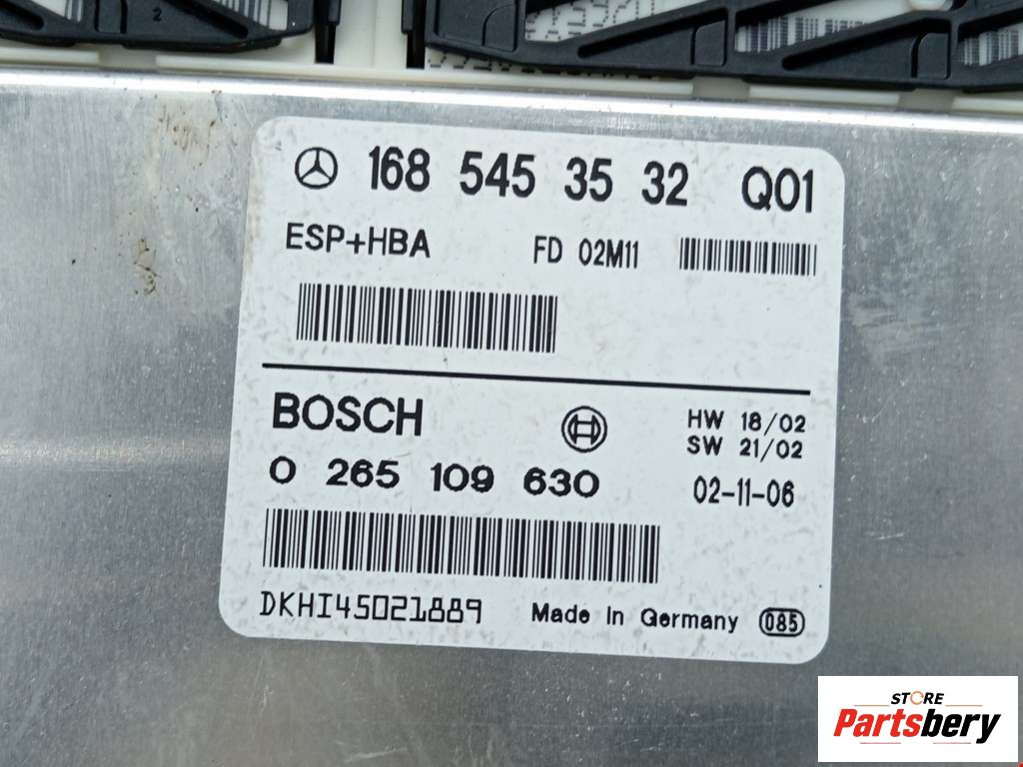 2
168 545 35 32 Q01
ESP+HBA FD 02M11
BOSCH HW 18/02
SW 21/02
0 265 109 630 02-11-06
DKHI45021889 Made In Germany 085
STORE
Partsbery